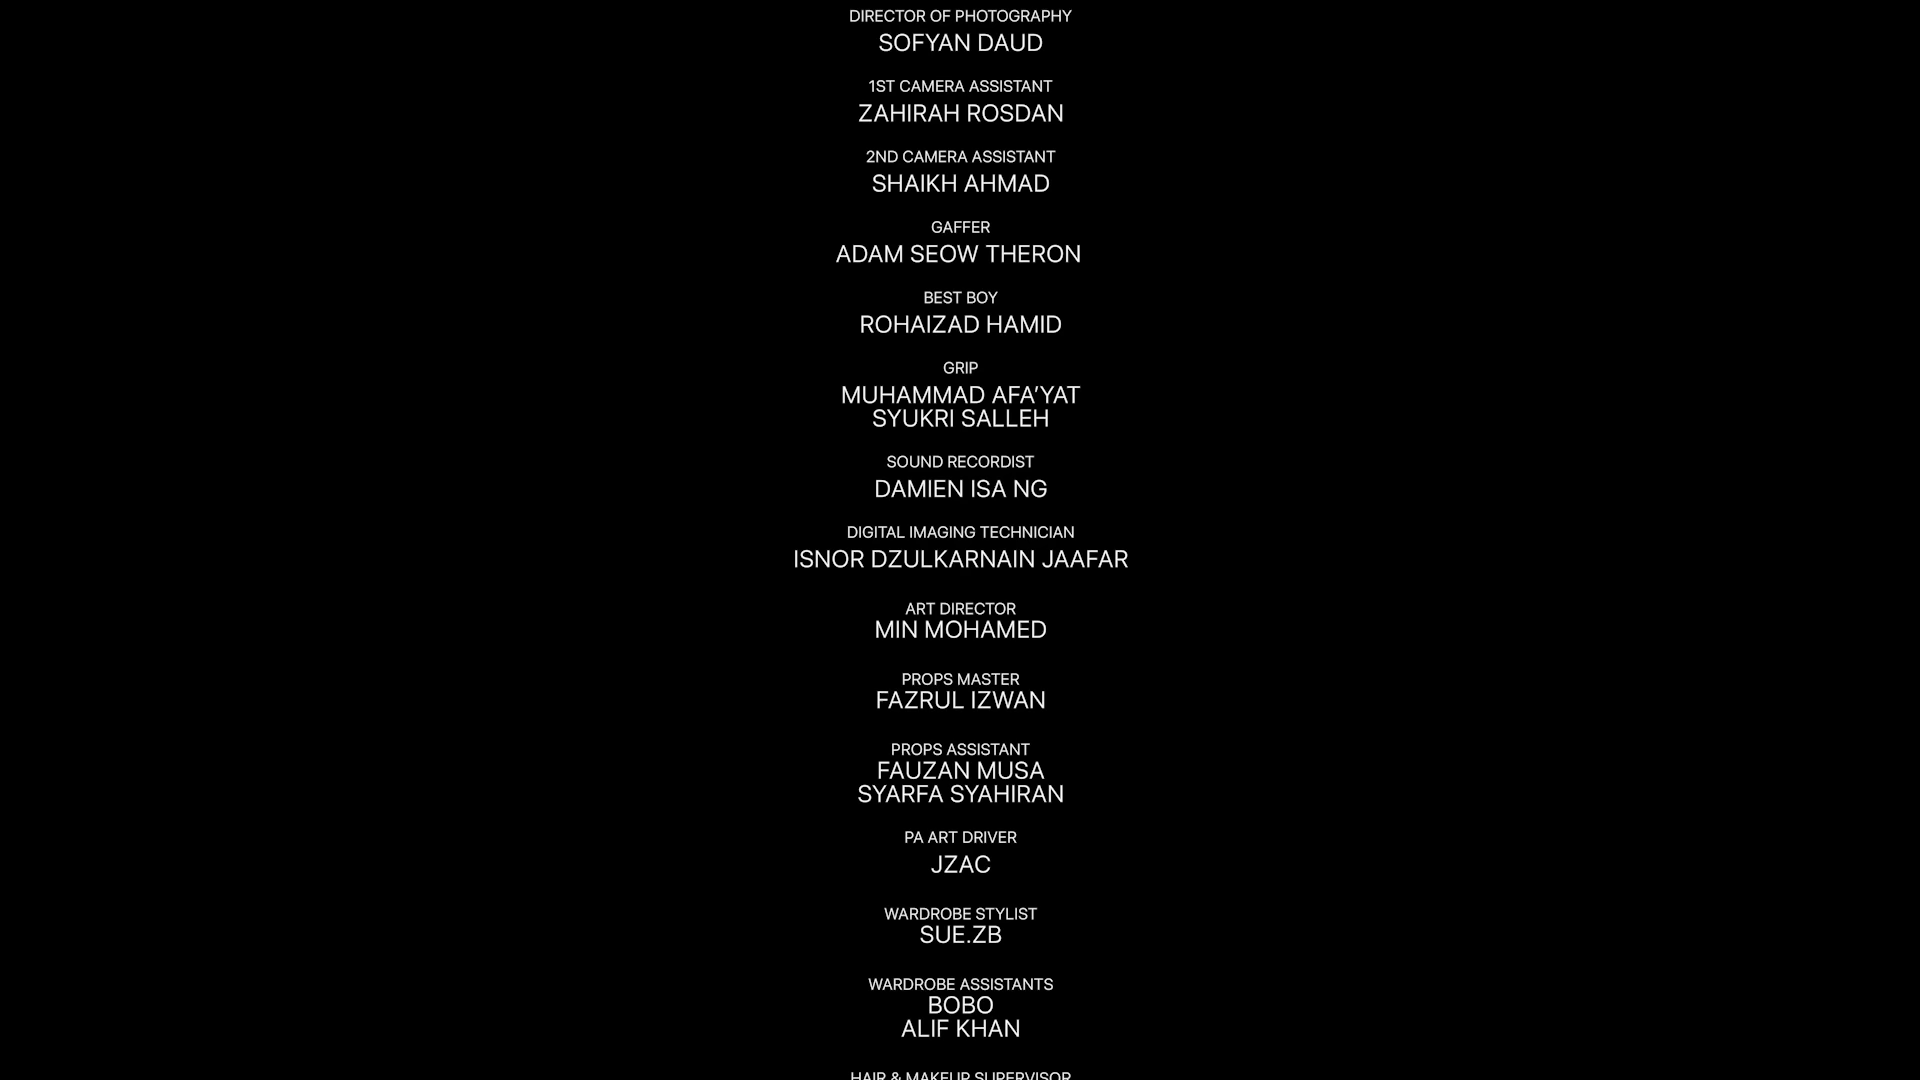 DIRECTOR OF PHOTOGRAPHY
SOFYAN DAUD
1ST CAMERA ASSISTANT
ZAHIRAH ROSDAN
2ND CAMERA ASSISTANT
SHAIKH AHMAD
GAFFER
ADAM SEOW THERON
BEST BOY
ROHAIZAD HAMID
GRIP
MUHAMMAD AFA’YAT
SYUKRI SALLEH
SOUND RECORDIST
DAMIEN ISA NG
DIGITAL IMAGING TECHNICIAN
ISNOR DZULKARNAIN JAAFAR
ART DIRECTOR
MIN MOHAMED
PROPS MASTER
FAZRUL IZWAN
PROPS ASSISTANT
FAUZAN MUSA
SYARFA SYAHIRAN
PA ART DRIVER
JZAC
WARDROBE STYLIST
SUE.ZB
WARDROBE ASSISTANTS
BOBO
ALIF KHAN
HAIR & MAKEUP SUPERVISOR